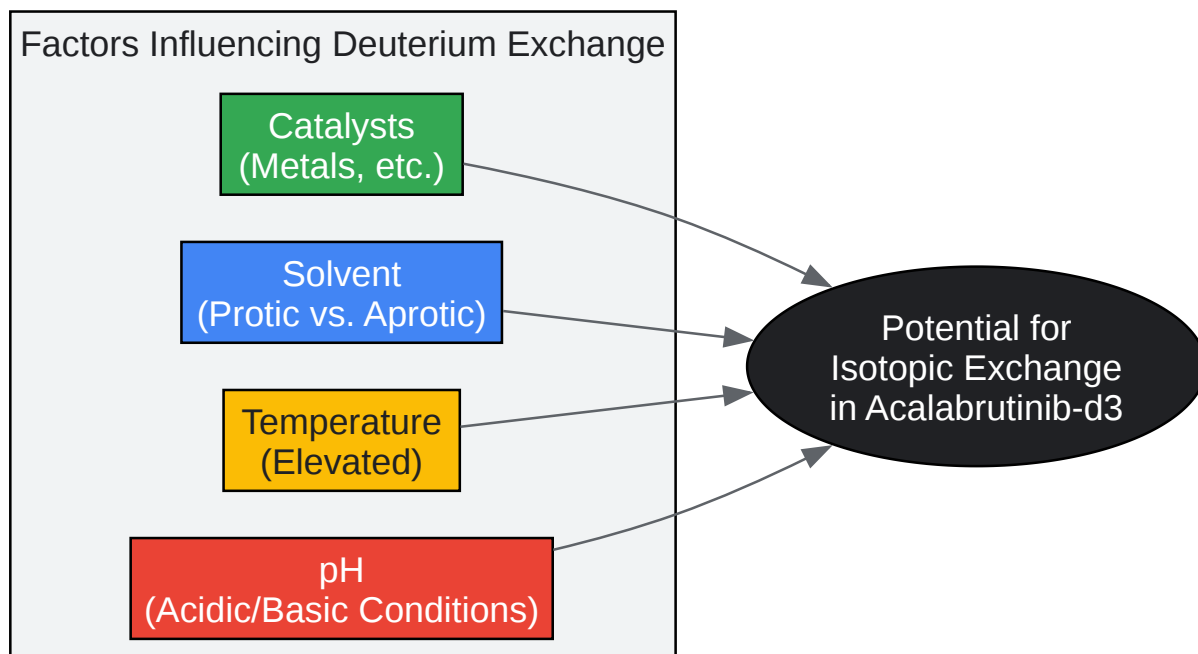 Factors Influencing Deuterium Exchange
Catalysts
(Metals, etc.)
Solvent
(Protic vs. Aprotic)
Temperature
(Elevated)
pH
(Acidic/Basic Conditions)
Potential for
Isotopic Exchange
in Acalabrutinib-d3